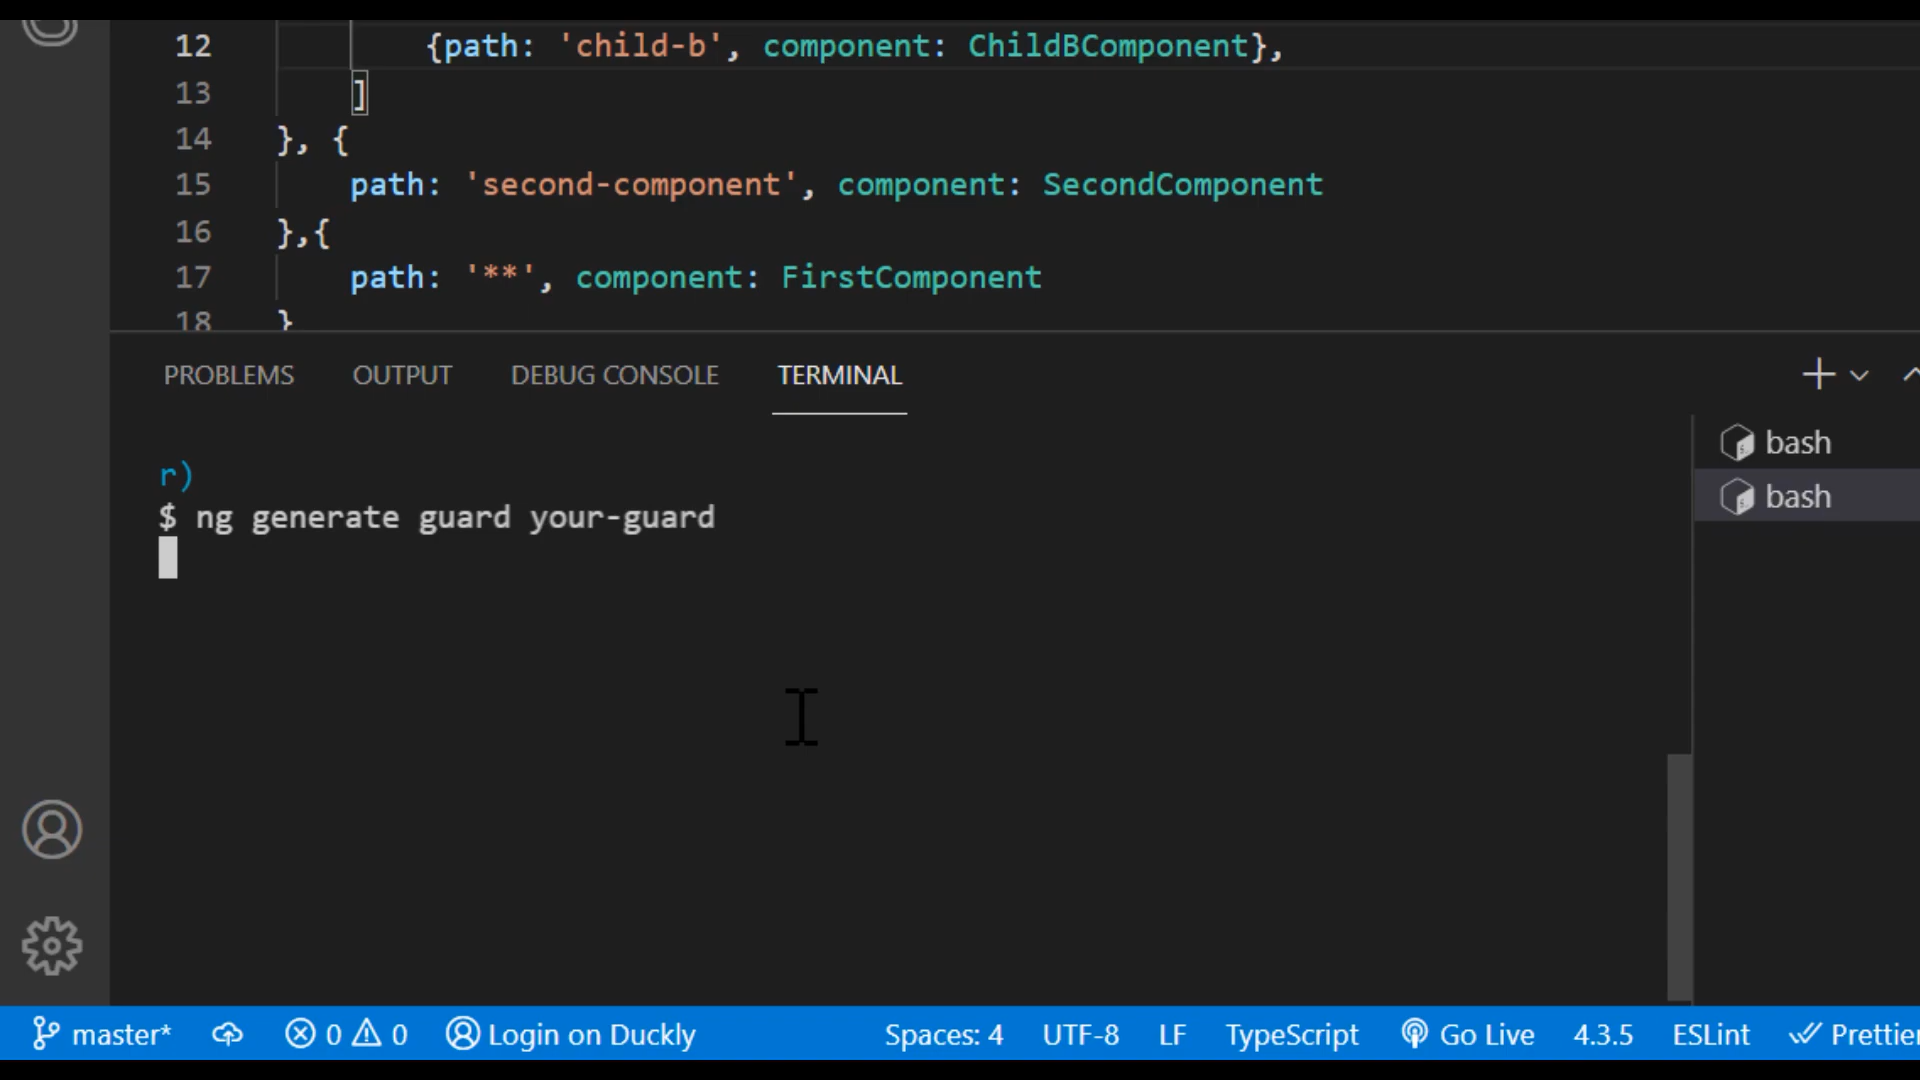 12 {path: 'child-b', component: ChildBComponent},
13 ]
14 }, {
15 path: 'second-component', component: SecondComponent
16 },{
17 path: '**', component: FirstComponent
18 }
PROBLEMS OUTPUT DEBUG CONSOLE TERMINAL
r)
$ ng generate guard your-guard
bash
bash
master* 0 0 Login on Duckly Spaces: 4 UTF-8 LF TypeScript Go Live 4.3.5 ESLint Prettier